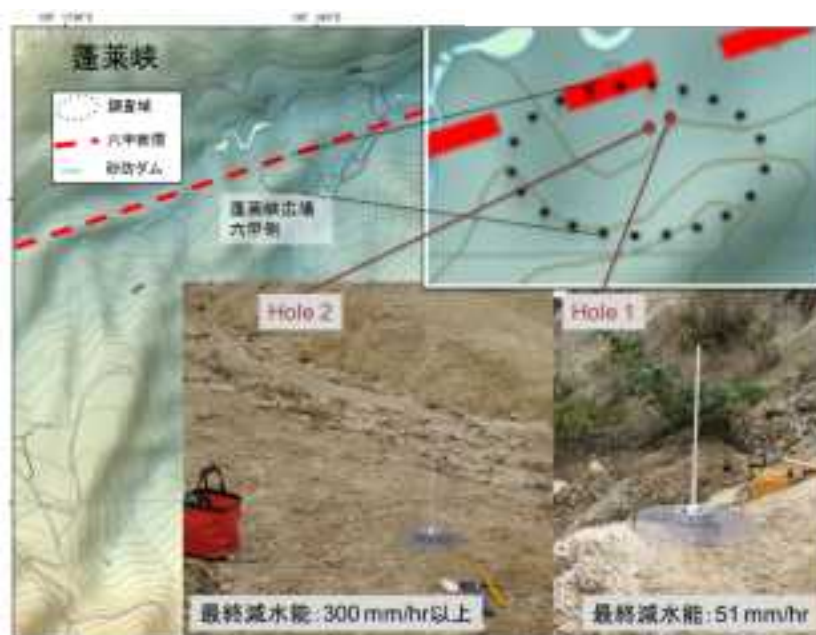 蓬莱峡
調査域
六甲断層
砂防ダム
蓬莱峡広場
六甲側
Hole 2
Hole 1
最終減水能:300 mm/hr以上
最終減水能:51 mm/hr